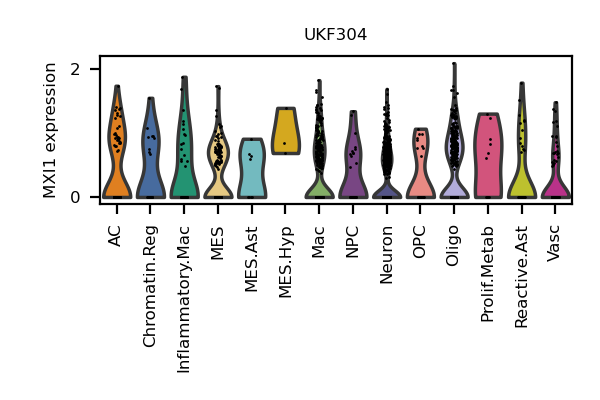 UKF304
MXI1 expression
2
0
AC
Chromatin.Reg
Inflammatory.Mac
MES
MES.Ast
MES.Hyp
Mac
NPC
Neuron
OPC
Oligo
Prolif.Metab
Reactive.Ast
Vasc